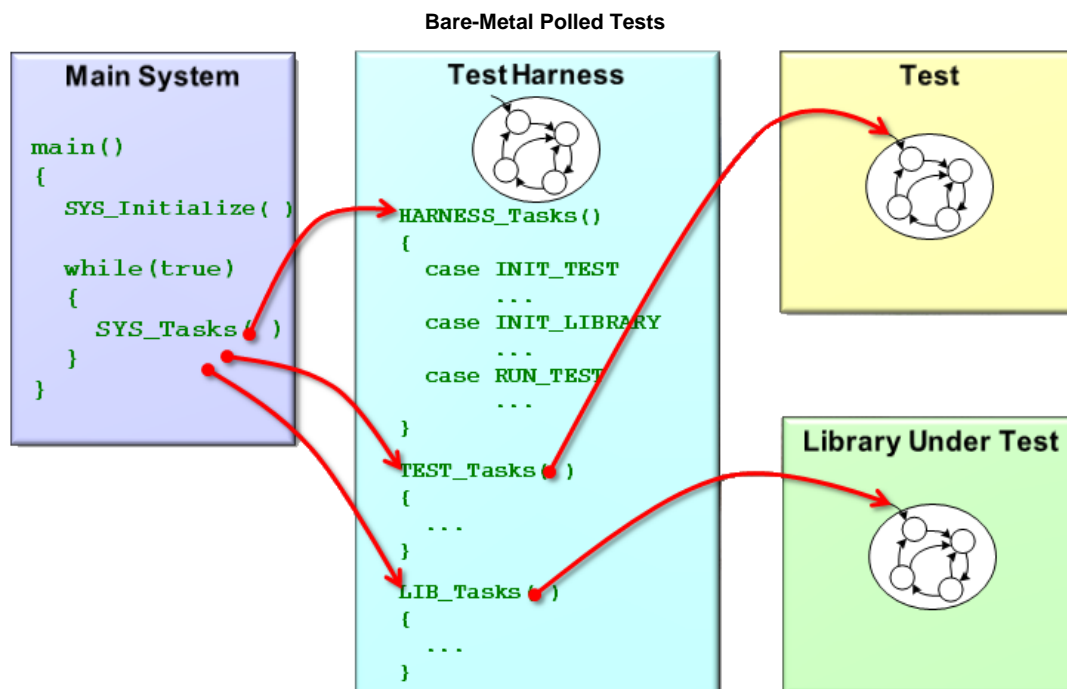 Bare-Metal Polled Tests
Main System
main()
{
SYS_Initialize( )
while(true)
{
SYS_Tasks( )
}
}
Test Harness
HARNESS_Tasks()
{
case INIT_TEST
...
case INIT_LIBRARY
...
case RUN_TEST
...
}
TEST_Tasks( )
{
...
}
LIB_Tasks( )
{
...
}
Test
Library Under Test